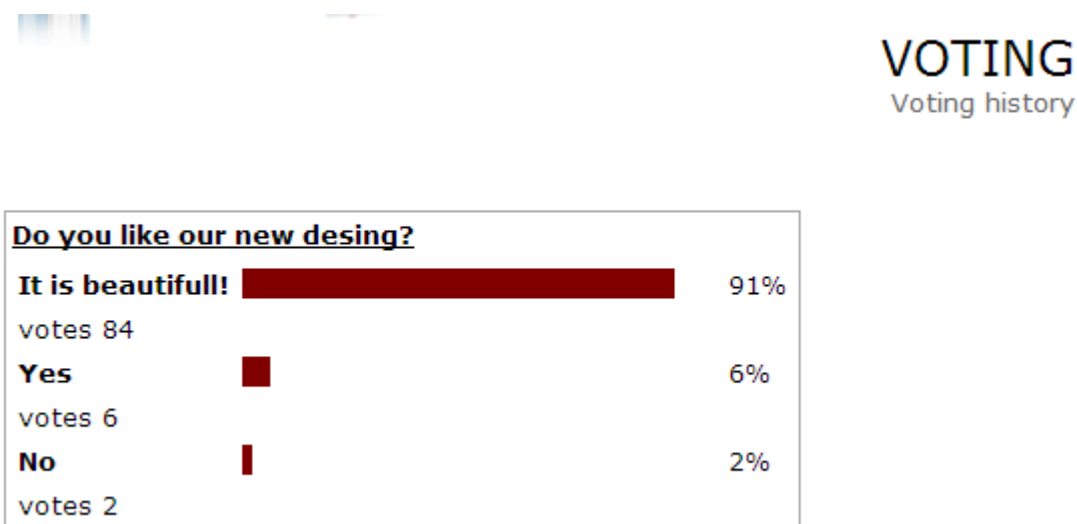 VOTING
Voting history
Do you like our new desing?
It is beautifull! 91%
votes 84
Yes 6%
votes 6
No 2%
votes 2